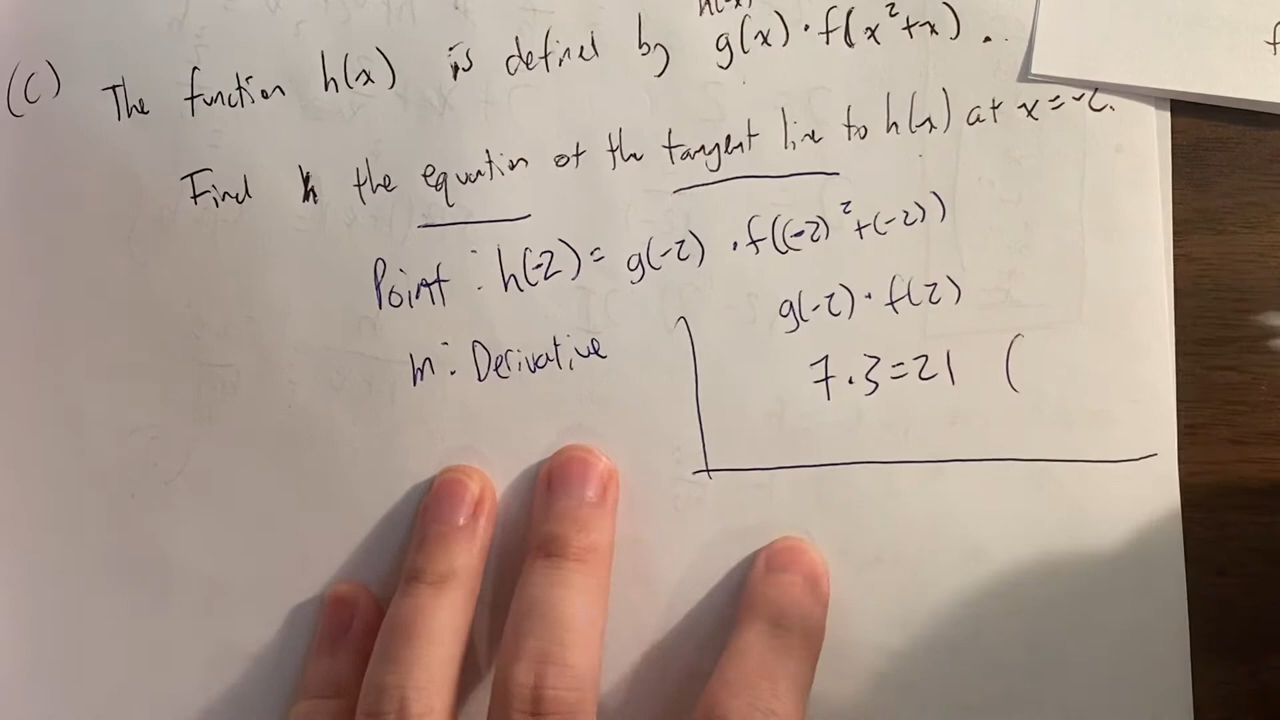 (C) The function h(x) is defined by g(x) · f(x²+x).
Find the equation of the tangent line to h(x) at x=-2.
Point: h(-2) = g(-2) · f((-2)²+(-2))
g(-2) · f(2)
m: Derivative
7·3=21 (